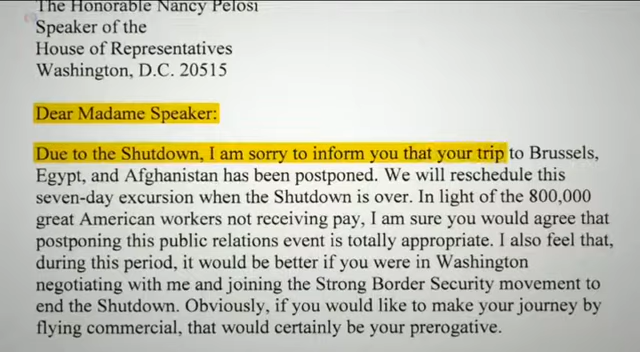 The Honorable Nancy Pelosi
Speaker of the
House of Representatives
Washington, D.C. 20515
Dear Madame Speaker:
Due to the Shutdown, I am sorry to inform you that your trip to Brussels,
Egypt, and Afghanistan has been postponed. We will reschedule this
seven-day excursion when the Shutdown is over. In light of the 800,000
great American workers not receiving pay, I am sure you would agree that
postponing this public relations event is totally appropriate. I also feel that,
during this period, it would be better if you were in Washington
negotiating with me and joining the Strong Border Security movement to
end the Shutdown. Obviously, if you would like to make your journey by
flying commercial, that would certainly be your prerogative.